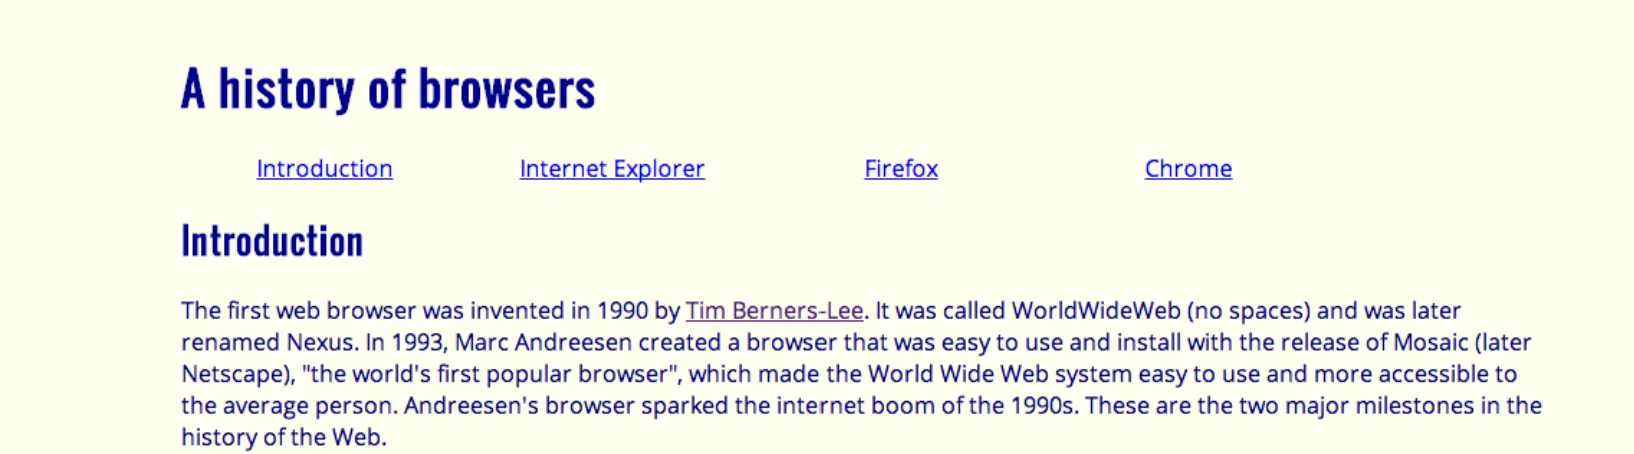 A history of browsers
Introduction Internet Explorer Firefox Chrome
Introduction
The first web browser was invented in 1990 by Tim Berners-Lee. It was called WorldWideWeb (no spaces) and was later
renamed Nexus. In 1993, Marc Andreesen created a browser that was easy to use and install with the release of Mosaic (later
Netscape), "the world's first popular browser", which made the World Wide Web system easy to use and more accessible to
the average person. Andreesen's browser sparked the internet boom of the 1990s. These are the two major milestones in the
history of the Web.